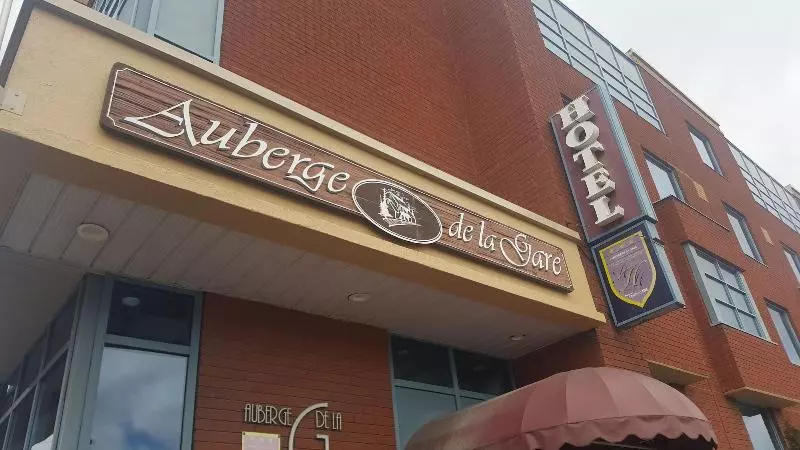 Auberge de la Gare
HOTEL
AUBERGE DE LA
G